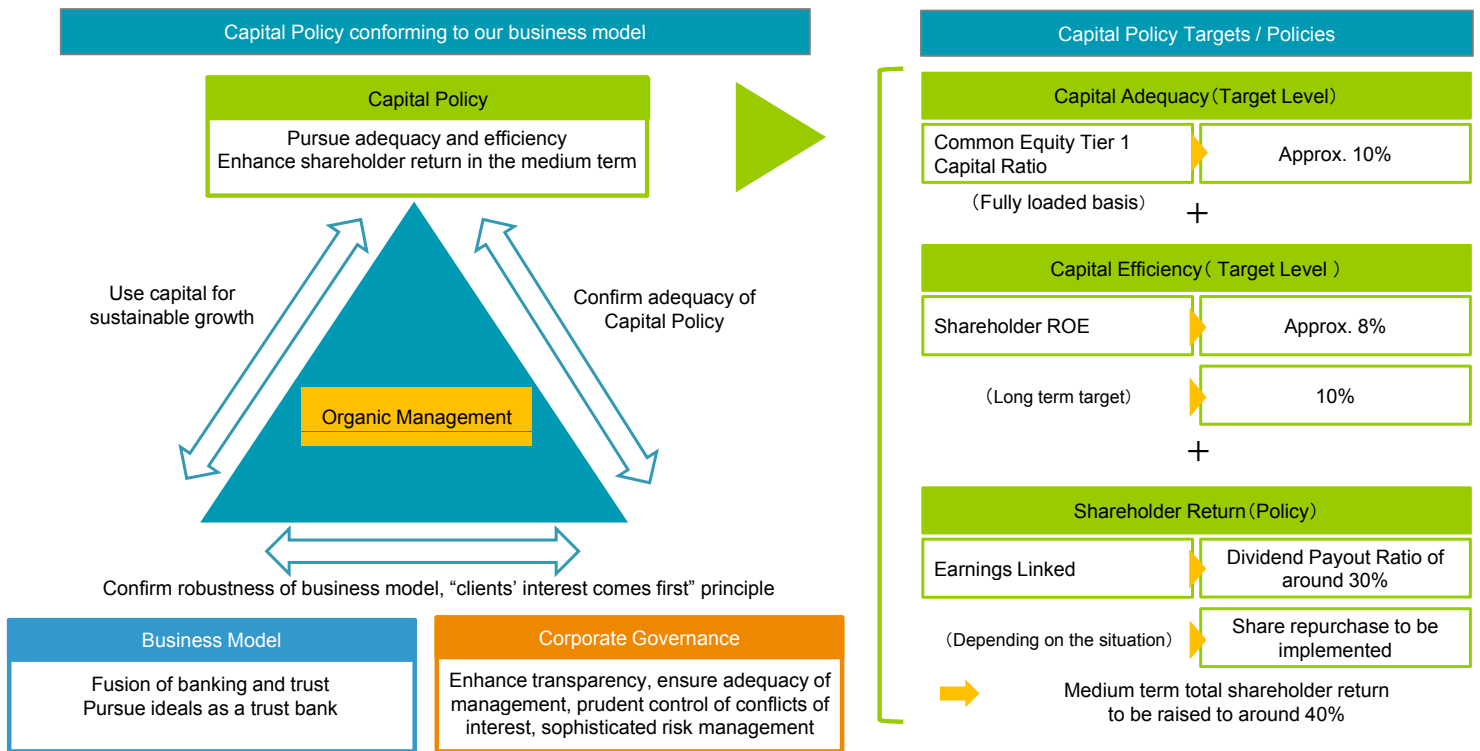 Capital Policy conforming to our business model
Capital Policy
Pursue adequacy and efficiency
Enhance shareholder return in the medium term
Use capital for
sustainable growth
Confirm adequacy of
Capital Policy
Organic Management
Confirm robustness of business model, “clients’ interest comes first” principle
Business Model
Fusion of banking and trust
Pursue ideals as a trust bank
Corporate Governance
Enhance transparency, ensure adequacy of
management, prudent control of conflicts of
interest, sophisticated risk management
Capital Policy Targets / Policies
Capital Adequacy（Target Level）
Common Equity Tier 1
Capital Ratio
Approx. 10%
（Fully loaded basis）
+
Capital Efficiency（ Target Level ）
Shareholder ROE
Approx. 8%
（Long term target）
10%
+
Shareholder Return（Policy）
Earnings Linked
Dividend Payout Ratio of
around 30%
（Depending on the situation）
Share repurchase to be
implemented
Medium term total shareholder return
to be raised to around 40%